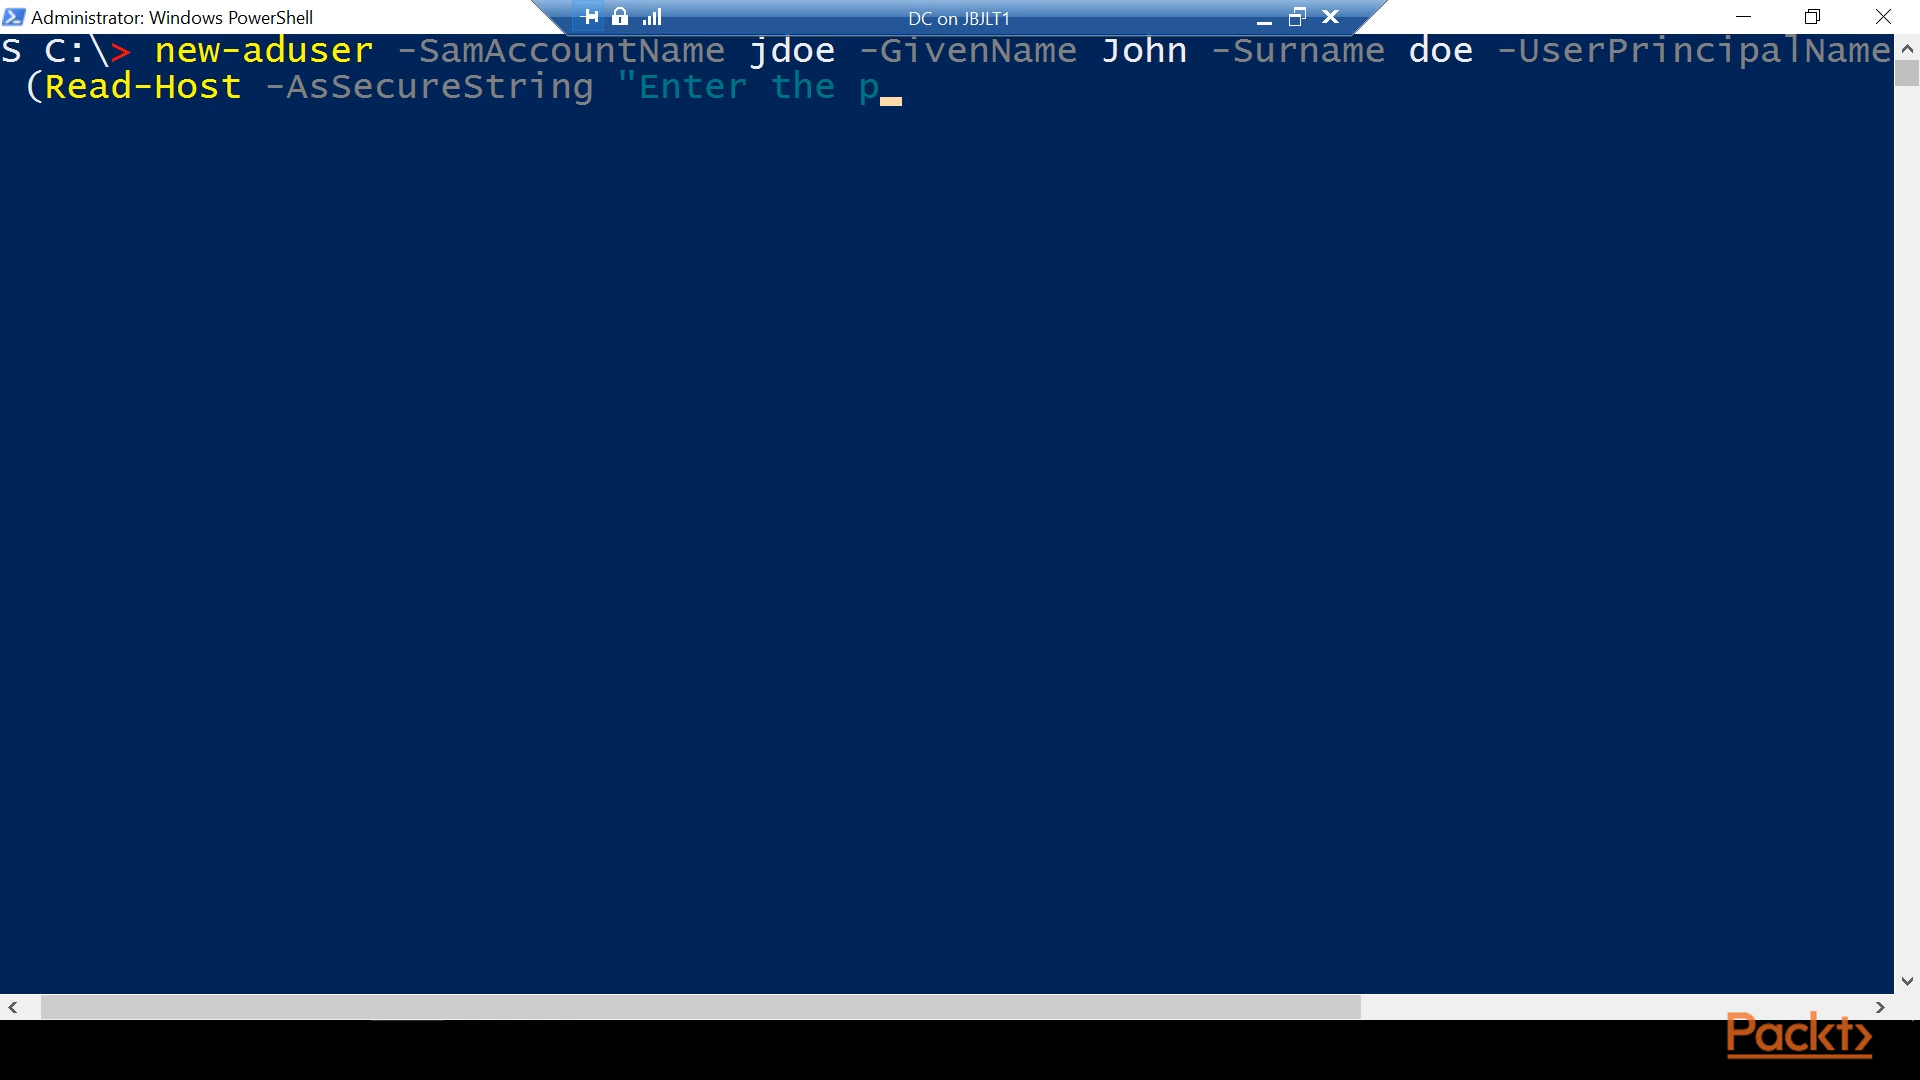 Administrator: Windows PowerShell
DC on JBJLT1
S C:\> new-aduser -SamAccountName jdoe -GivenName John -Surname doe -UserPrincipalName
(Read-Host -AsSecureString "Enter the p
Packt>